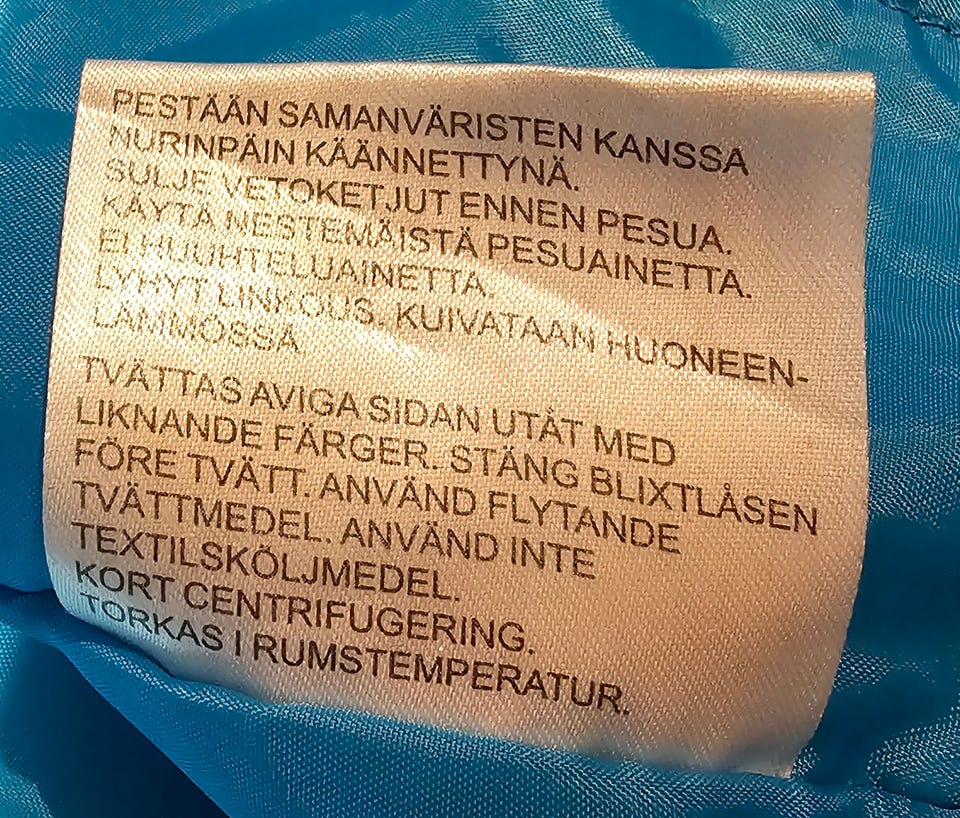 PESTÄÄN SAMANVÄRISTEN KANSSA
NURINPÄIN KÄÄNNETTYNÄ.
SULJE VETOKETJUT ENNEN PESUA.
KÄYTÄ NESTEMÄISTÄ PESUAINETTA.
EI HUUHTELUAINETTA.
LYHYT LINKOUS. KUIVATAAN HUONEEN-
LÄMMÖSSÄ
TVÄTTAS AVIGA SIDAN UTÅT MED
LIKNANDE FÄRGER. STÄNG BLIXTLÅSEN
FÖRE TVÄTT. ANVÄND FLYTANDE
TVÄTTMEDEL. ANVÄND INTE
TEXTILSKÖLJMEDEL.
KORT CENTRIFUGERING.
TORKAS I RUMSTEMPERATUR.